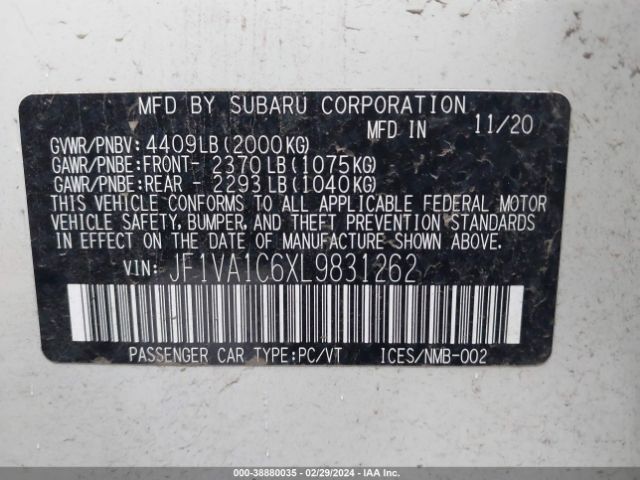 MFD BY SUBARU CORPORATION
MFD IN 11/20
GVWR/PNBV: 4409LB (2000KG)
GAWR/PNBE:FRONT- 2370 LB (1075KG)
GAWR/PNBE:REAR - 2293 LB (1040KG)
THIS VEHICLE CONFORMS TO ALL APPLICABLE FEDERAL MOTOR
VEHICLE SAFETY, BUMPER, AND THEFT PREVENTION STANDARDS
IN EFFECT ON THE DATE OF MANUFACTURE SHOWN ABOVE.
VIN: JF1VA1C6XL9831262
PASSENGER CAR TYPE:PC/VT ICES/NMB-002
000-38880035 - 02/29/2024 - IAA Inc.